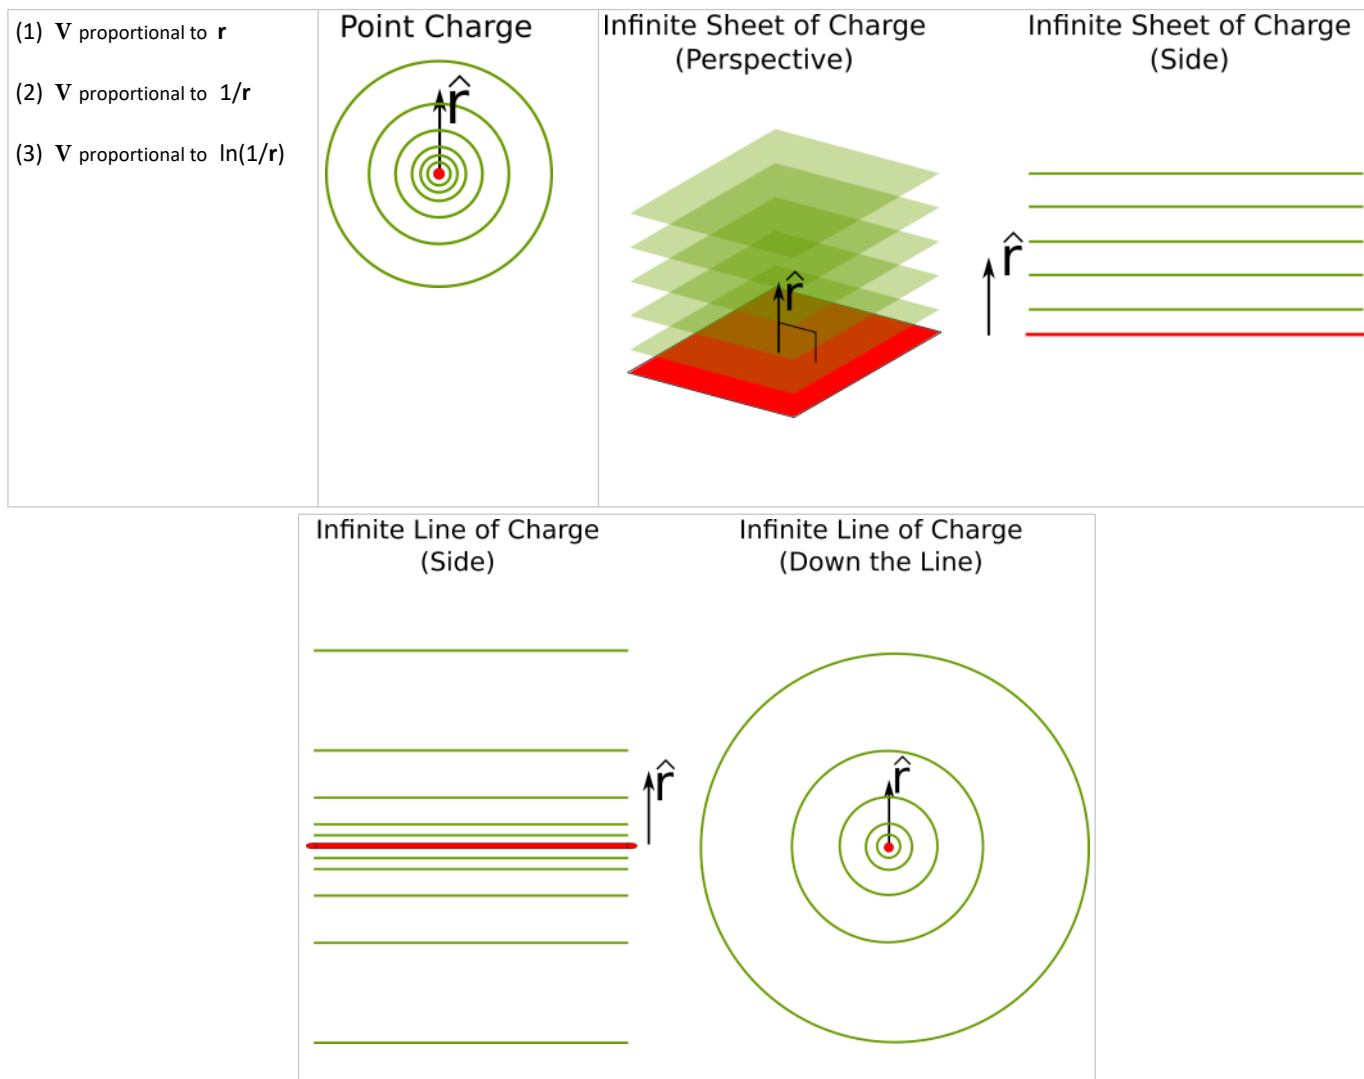 (1) V proportional to r
(2) V proportional to 1/r
(3) V proportional to ln(1/r)
Point Charge
r̂
Infinite Sheet of Charge
(Perspective)
r̂
Infinite Sheet of Charge
(Side)
r̂
Infinite Line of Charge
(Side)
r̂
Infinite Line of Charge
(Down the Line)
r̂